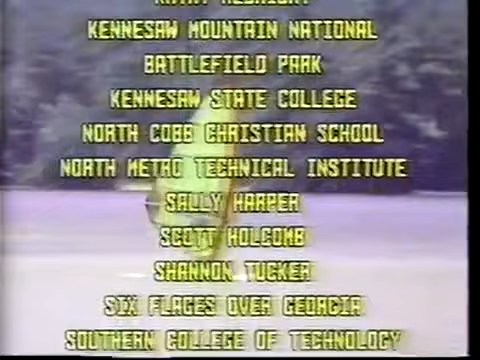 KENNESAW MOUNTAIN NATIONAL
BATTLEFIELD PARK
KENNESAW STATE COLLEGE
NORTH COBB CHRISTIAN SCHOOL
NORTH METRO TECHNICAL INSTITUTE
SALLY HARPER
SCOTT HOLCOMB
SHANNON TUCKER
SIX FLAGES OVER GEORGIA
SOUTHERN COLLEGE OF TECHNOLOGY